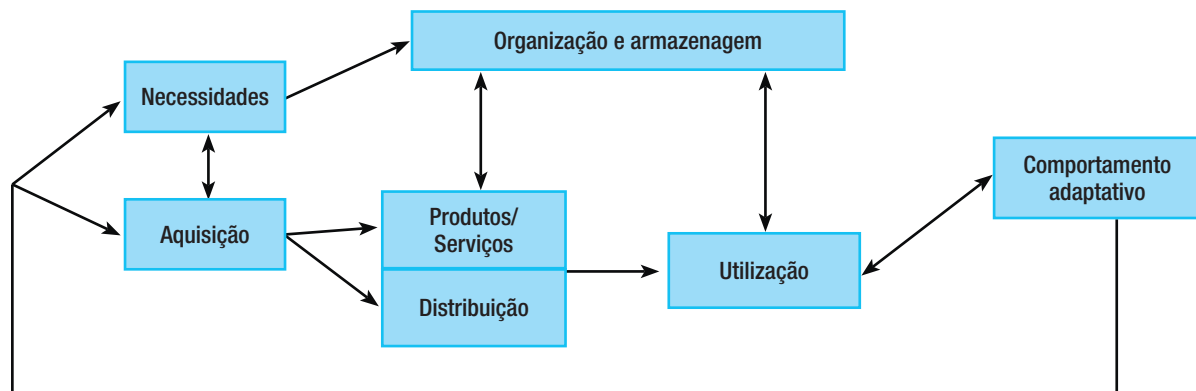 Organização e armazenagem
Necessidades
Comportamento
adaptativo
Produtos/
Serviços
Aquisição
Utilização
Distribuição